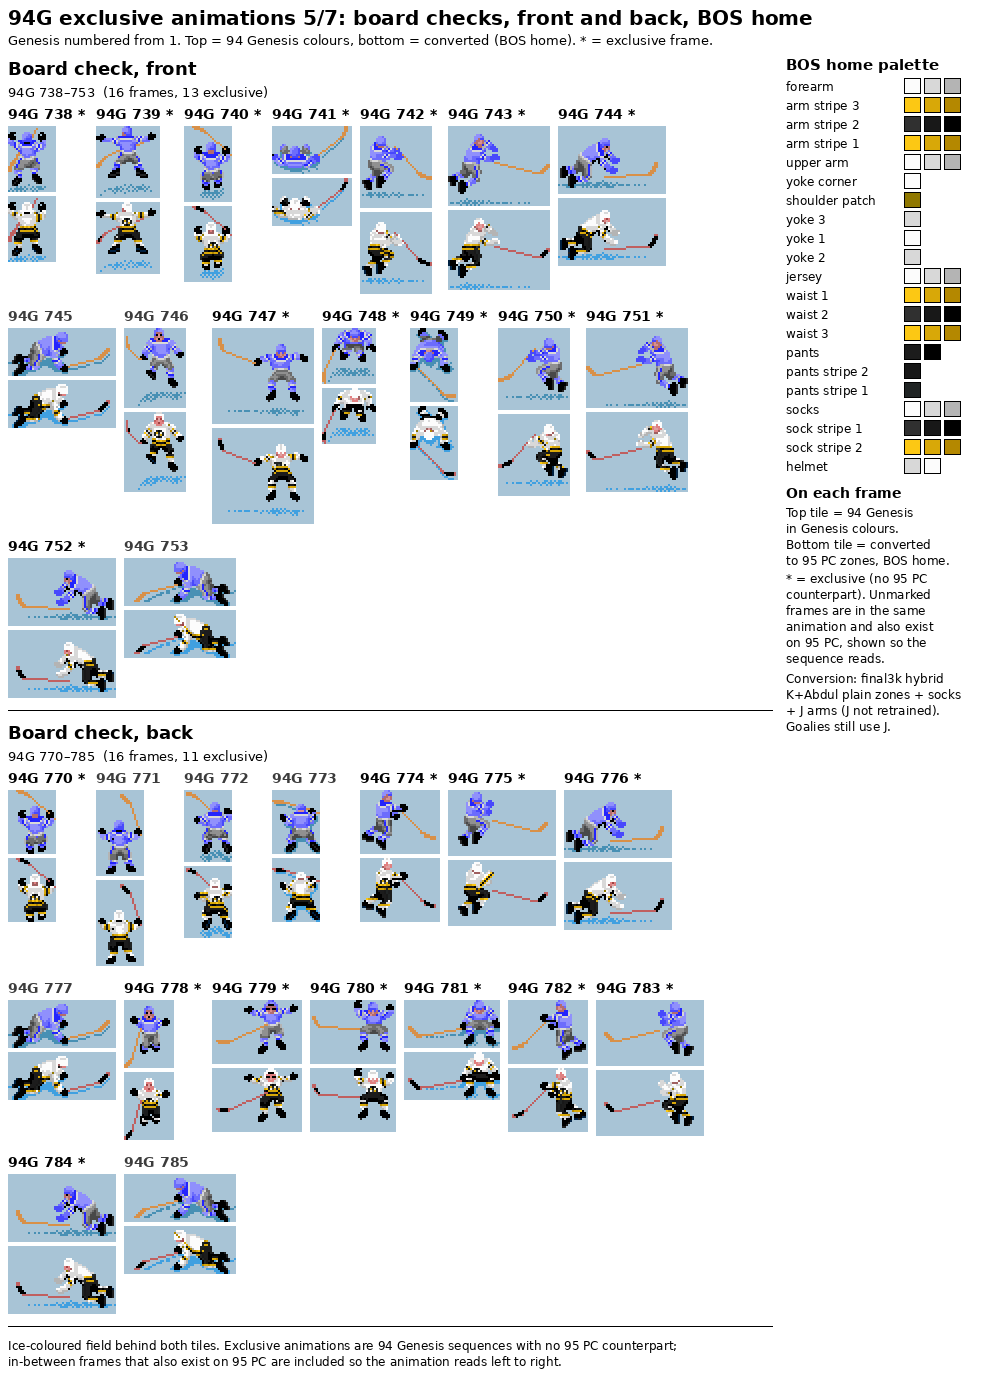 94G exclusive animations 5/7: board checks, front and back, BOS home
Genesis numbered from 1. Top = 94 Genesis colours, bottom = converted (BOS home). * = exclusive frame.
Board check, front
94G 738–753  (16 frames, 13 exclusive)
94G 738 * 94G 739 * 94G 740 * 94G 741 * 94G 742 * 94G 743 * 94G 744 *
94G 745 94G 746 94G 747 * 94G 748 * 94G 749 * 94G 750 * 94G 751 *
94G 752 * 94G 753
Board check, back
94G 770–785  (16 frames, 11 exclusive)
94G 770 * 94G 771 94G 772 94G 773 94G 774 * 94G 775 * 94G 776 *
94G 777 94G 778 * 94G 779 * 94G 780 * 94G 781 * 94G 782 * 94G 783 *
94G 784 * 94G 785
BOS home palette
forearm
arm stripe 3
arm stripe 2
arm stripe 1
upper arm
yoke corner
shoulder patch
yoke 3
yoke 1
yoke 2
jersey
waist 1
waist 2
waist 3
pants
pants stripe 2
pants stripe 1
socks
sock stripe 1
sock stripe 2
helmet
On each frame
Top tile = 94 Genesis
in Genesis colours.
Bottom tile = converted
to 95 PC zones, BOS home.
* = exclusive (no 95 PC
counterpart). Unmarked
frames are in the same
animation and also exist
on 95 PC, shown so the
sequence reads.
Conversion: final3k hybrid
K+Abdul plain zones + socks
+ J arms (J not retrained).
Goalies still use J.
Ice-coloured field behind both tiles. Exclusive animations are 94 Genesis sequences with no 95 PC counterpart;
in-between frames that also exist on 95 PC are included so the animation reads left to right.